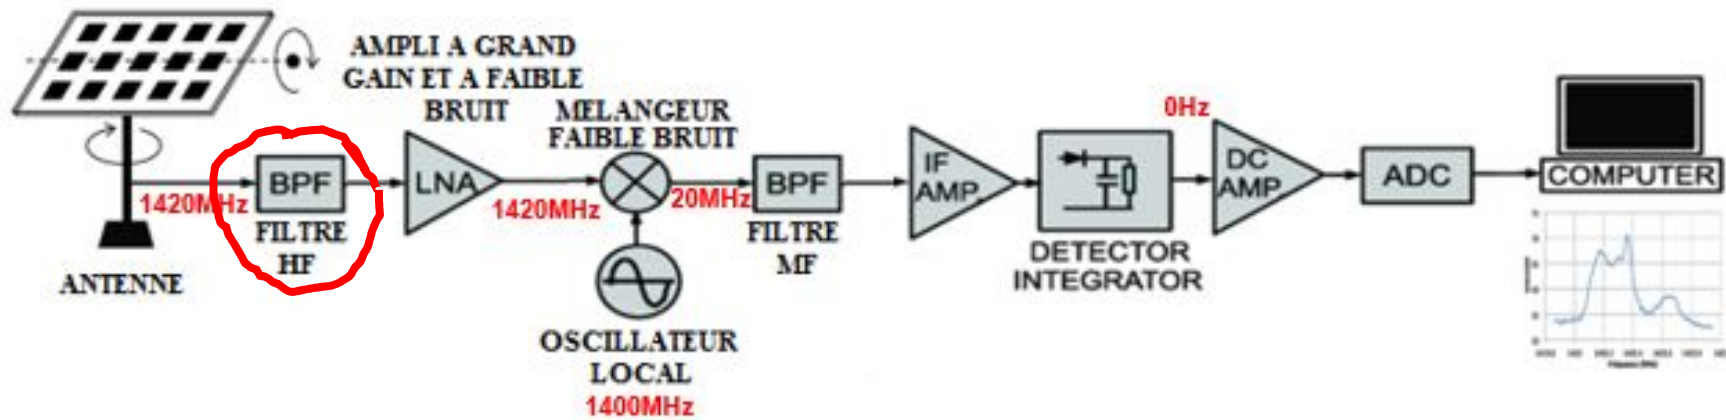 AMPLI A GRAND
GAIN ET A FAIBLE
BRUIT
MELANGEUR
FAIBLE BRUIT
0Hz
BPF
LNA
BPF
IF
AMP.
DC
AMP
ADC
COMPUTER
1420MHz
1420MHz
20MHz
FILTRE
HF
FILTRE
MF
DETECTOR
INTEGRATOR
ANTENNE
OSCILLATEUR
LOCAL
1400MHz